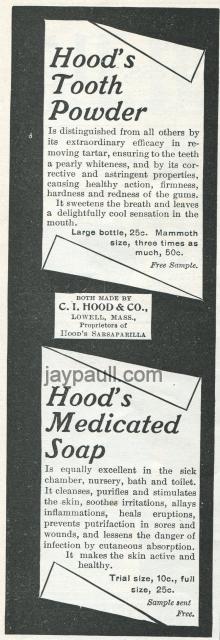 Hood's
Tooth
Powder
Is distinguished from all others by
its extraordinary efficacy in re-
moving tartar, ensuring to the teeth
a pearly whiteness, and by its cor-
rective and astringent properties,
causing healthy action, firmness,
hardness and redness of the gums.
It sweetens the breath and leaves
a delightfully cool sensation in the
mouth.
Large bottle, 25c. Mammoth
size, three times as
much, 50c.
Free Sample.
BOTH MADE BY
C. I. HOOD & CO.,
LOWELL, MASS.,
Proprietors of
HOOD'S SARSAPARILLA
jaypaull.com
Hood's
Medicated
Soap
Is equally excellent in the sick
chamber, nursery, bath and toilet.
It cleanses, purifies and stimulates
the skin, soothes irritations, allays
inflammations, heals eruptions,
prevents putrifaction in sores and
wounds, and lessens the danger of
infection by cutaneous absorption.
It makes the skin active and
healthy.
Trial size, 10c., full
size, 25c.
Sample sent
Free.